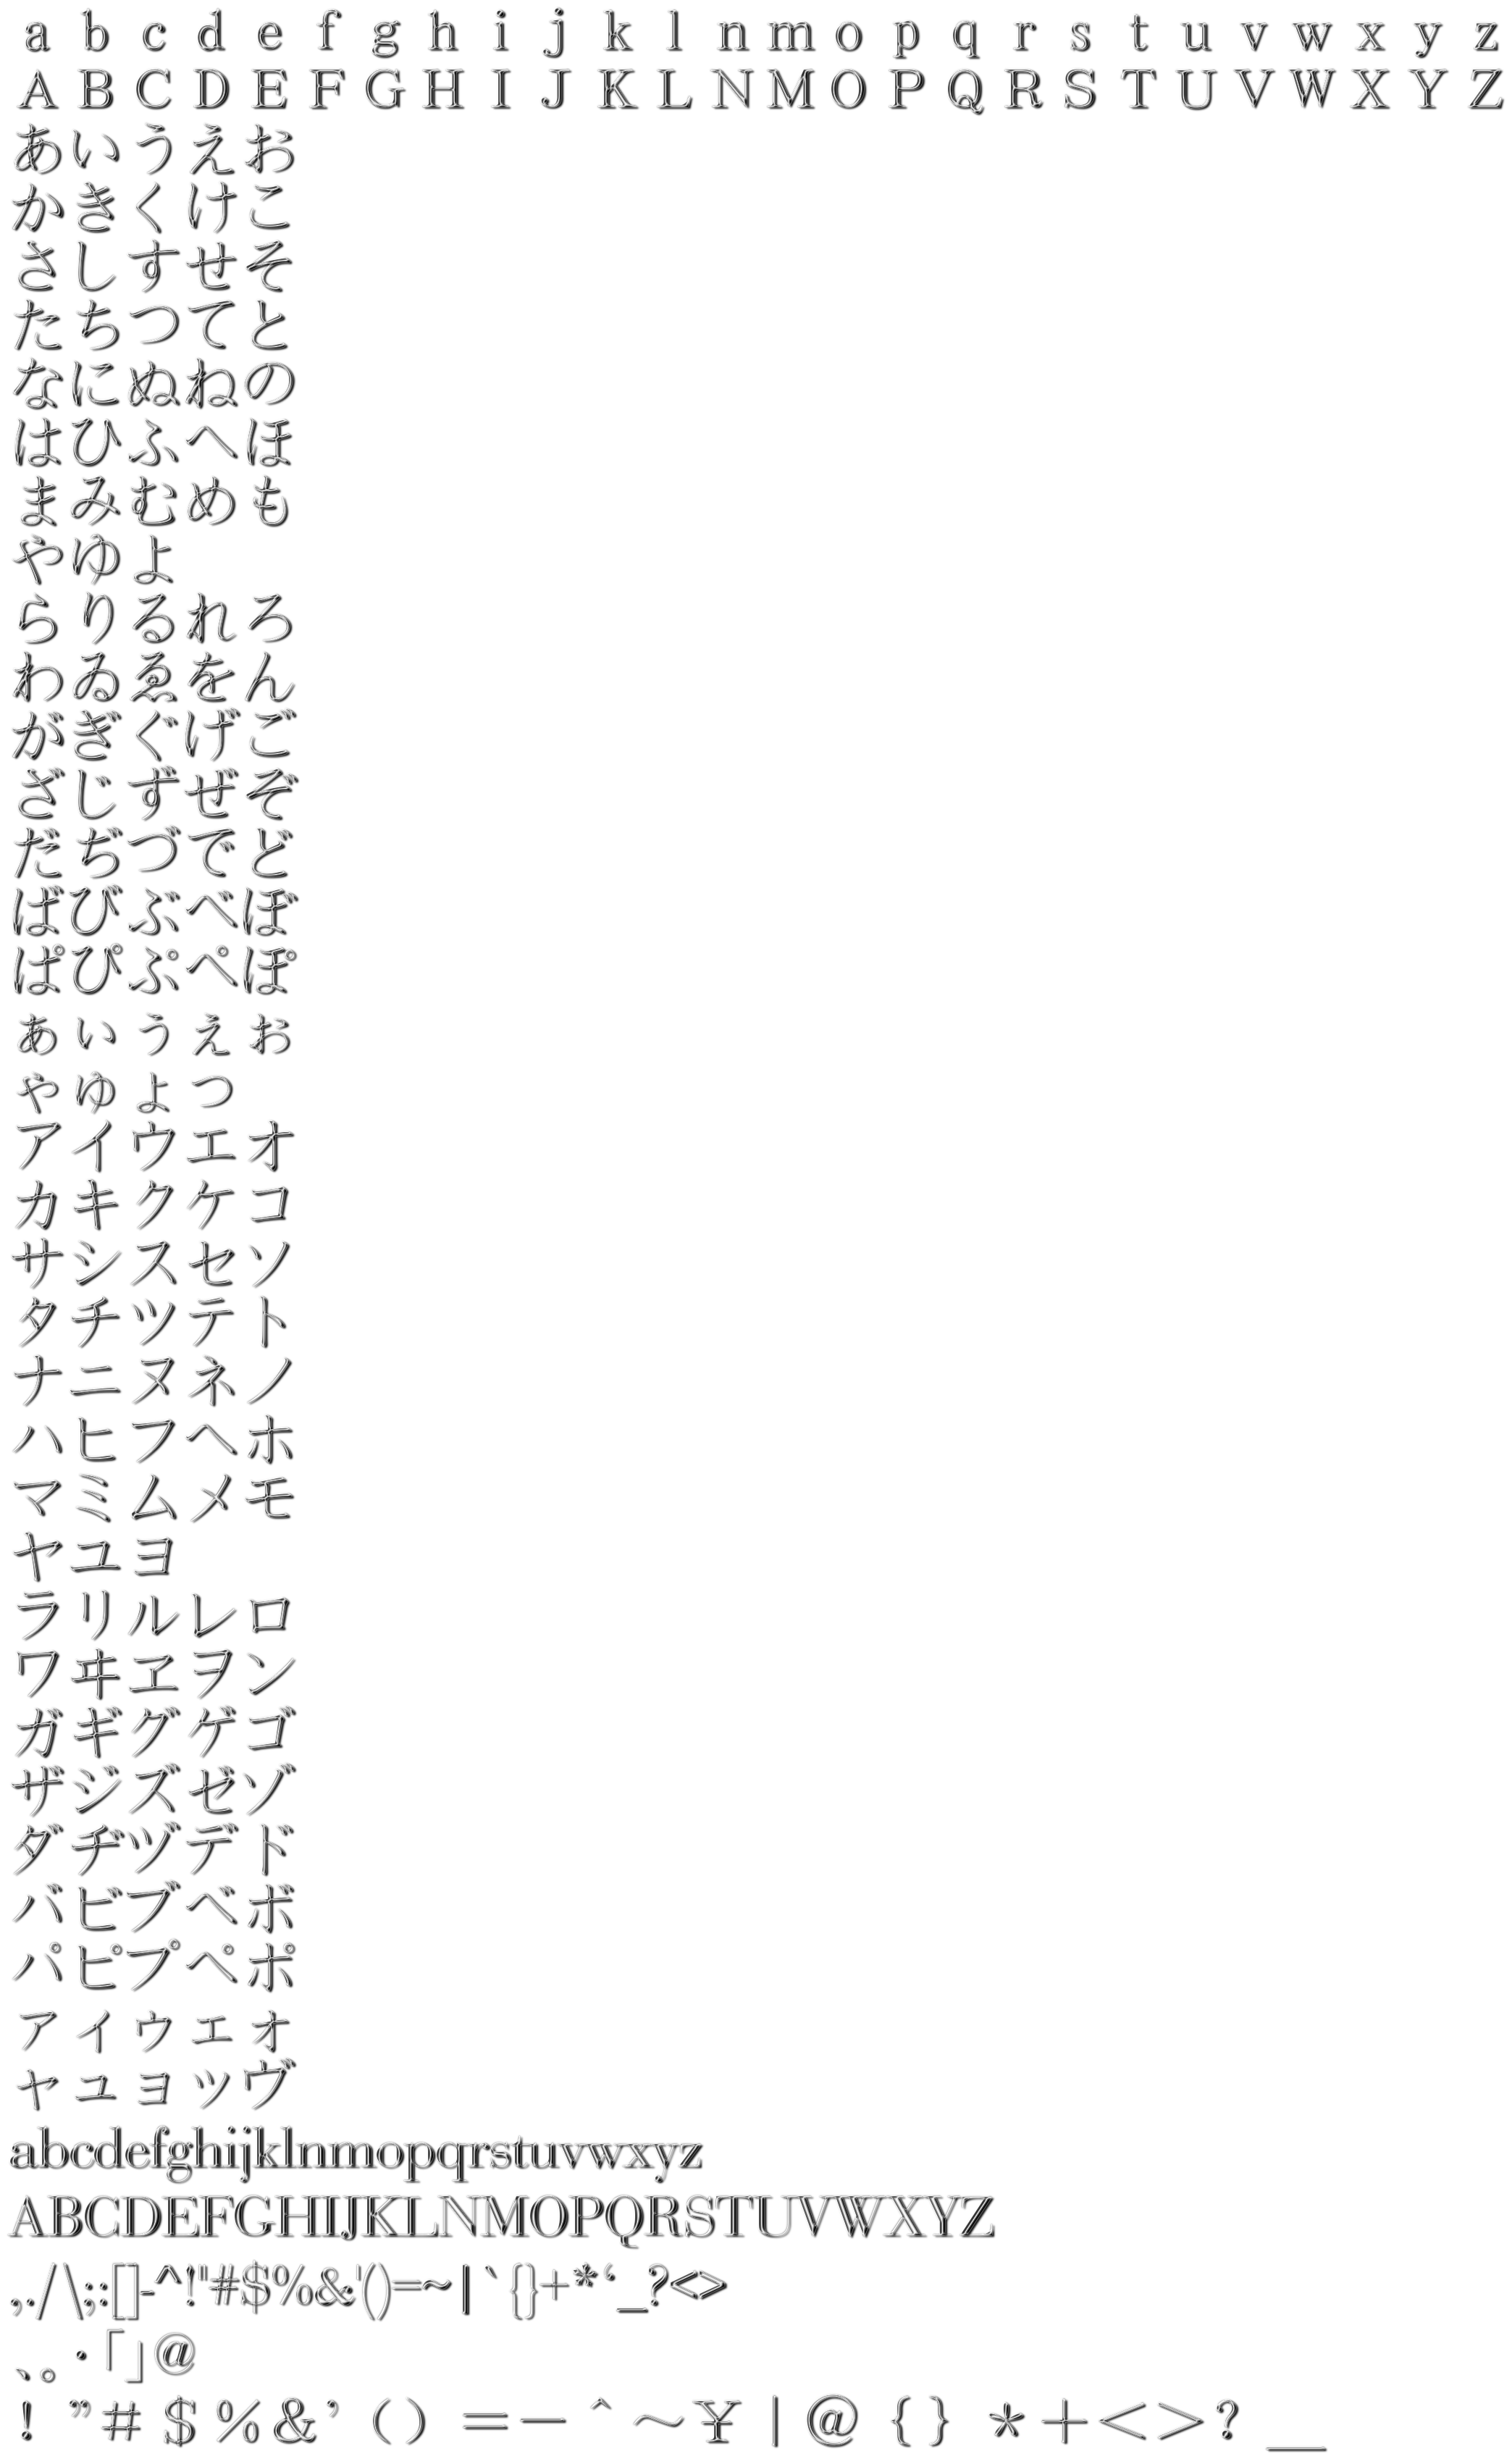 a b c d e f g h i j k l n m o p q r s t u v w x y z
A B C D E F G H I J K L N M O P Q R S T U V W X Y Z
あいうえお
かきくけこ
さしすせそ
たちつてと
なにぬねの
はひふへほ
まみむめも
やゆよ
らりるれろ
わゐゑをん
がぎぐげご
ざじずぜぞ
だぢづでど
ばびぶべぼ
ぱぴぷぺぽ
ぁぃぅぇぉ
ゃゅょっ
アイウエオ
カキクケコ
サシスセソ
タチツテト
ナニヌネノ
ハヒフヘホ
マミムメモ
ヤユヨ
ラリルレロ
ワヰヱヲン
ガギグゲゴ
ザジズゼゾ
ダヂヅデド
バビブベボ
パピプペポ
ァィゥェォ
ャュョッヴ
abcdefghijklnmopqrstuvwxyz
ABCDEFGHIJKLNMOPQRSTUVWXYZ
,./\;:[]-^!"#$%&'()=~|`{}+*‘_?<>
、。・「」@
！”＃＄％＆’（）＝－＾～￥｜＠｛｝＊＋＜＞？＿